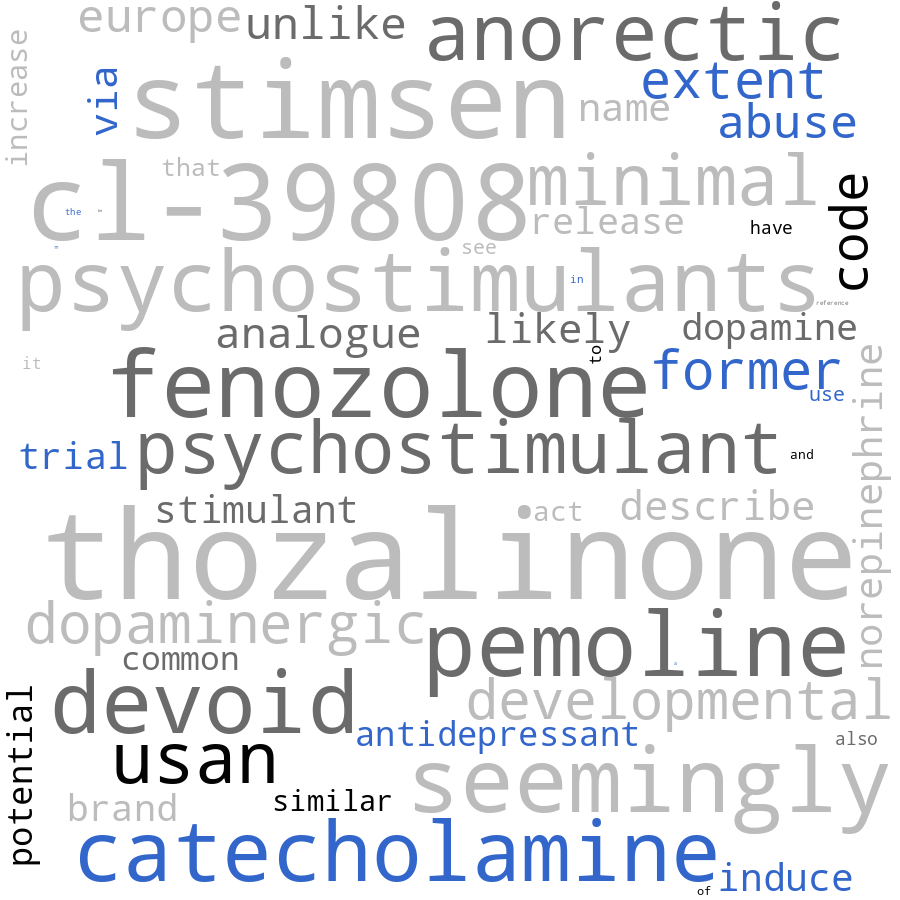 europe unlike anorectic
increase via stimsen extent
name abuse
that minimal
cl-39808 code
the release have
see
psychostimulants in
reference
analogue likely dopamine
it to
fenozolone former
use
trial psychostimulant and
norepinephrine
stimulant act describe
thozalinone
dopaminergic pemoline
common
devoid developmental
potential antidepressant also
usan seemingly
brand similar
catecholamine induce
of